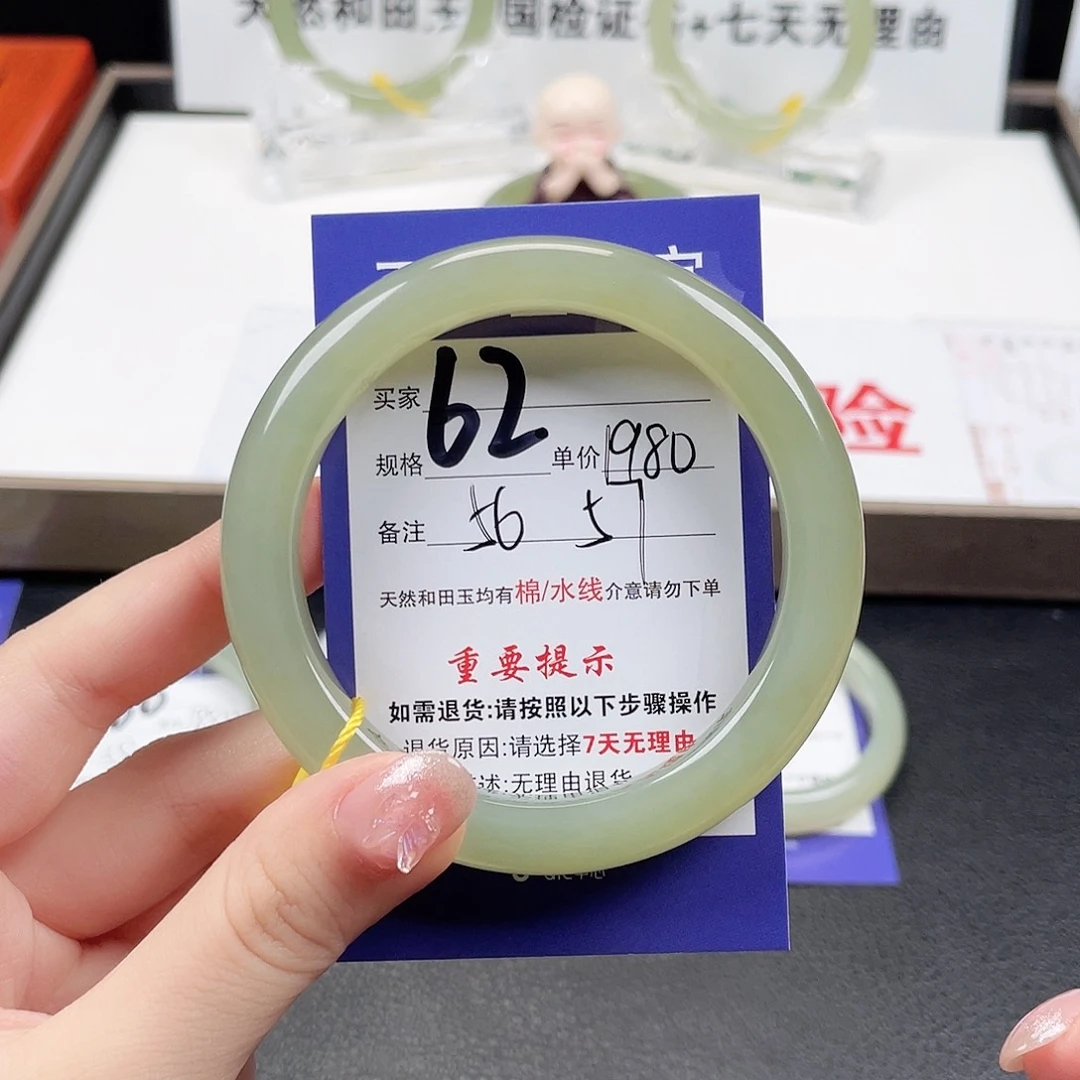 天然和田玉 国检证 +七天无理由
买家 62
规格 单价 1980
备注 56 57
天然和田玉均有棉/水线介意请勿下单
重要提示
如需退货:请按照以下步骤操作
退货原因:请选择7天无理由
述:无理由退货
验